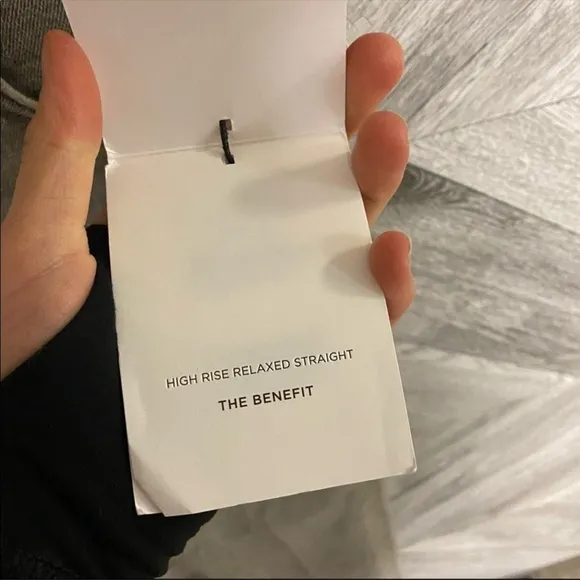 HIGH RISE RELAXED STRAIGHT
THE BENEFIT